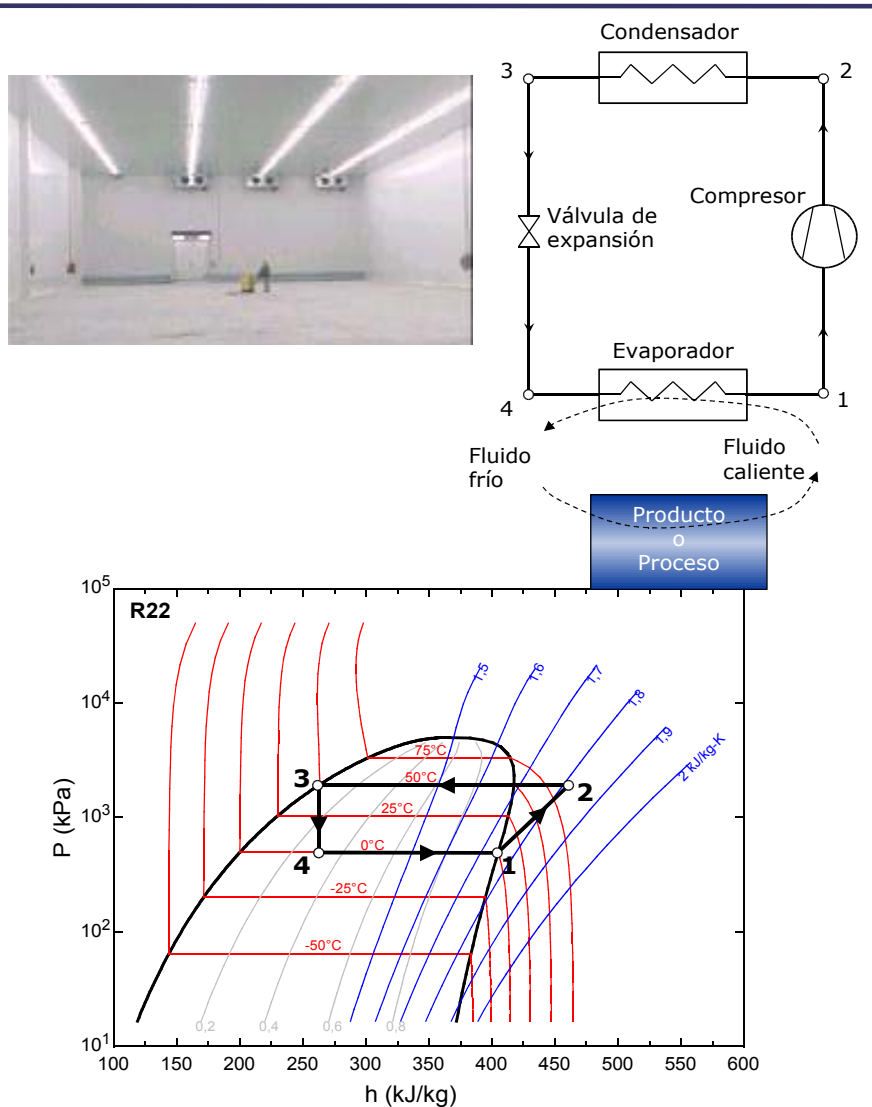 Condensador
3
2
Compresor
Válvula de
expansión
Evaporador
4
1
Fluido
frío
Fluido
caliente
Producto
o
Proceso
10⁵
R22
1,5
1,6
1,7
1,8
1,9
2 kJ/kg-K
10⁴
75°C
3
50°C
2
10³
25°C
P (kPa)
0°C
4
1
-25°C
10²
-50°C
0,2
0,4
0,6
0,8
10¹
100
150
200
250
300
350
400
450
500
550
600
h (kJ/kg)